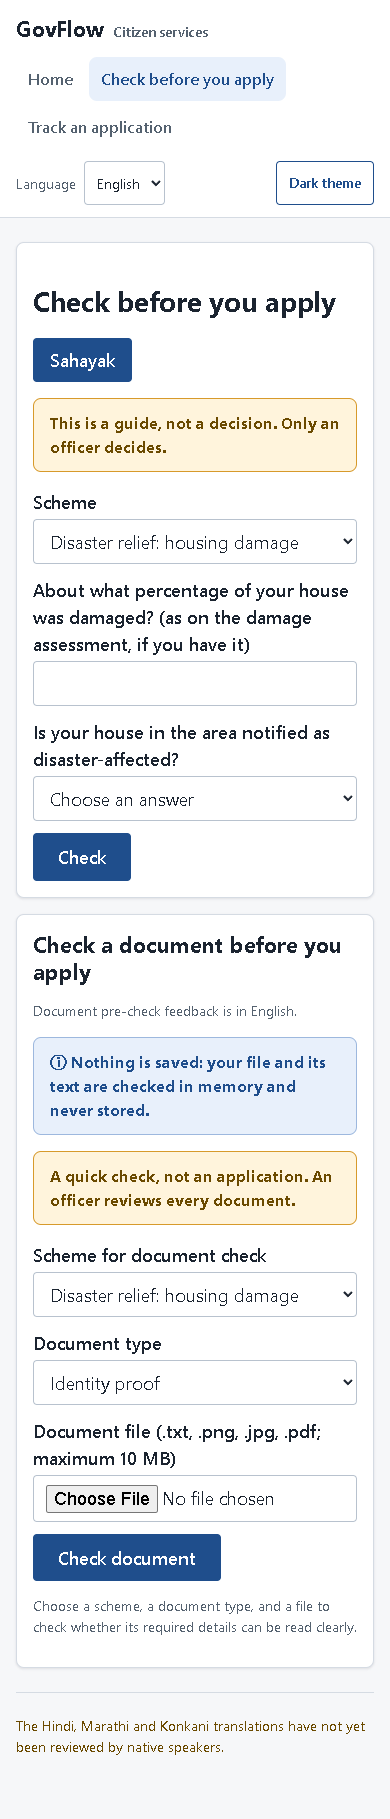 GovFlow Citizen services
Home Check before you apply
Track an application
Language English Dark theme
Check before you apply
Sahayak
This is a guide, not a decision. Only an
officer decides.
Scheme
Disaster relief: housing damage
About what percentage of your house
was damaged? (as on the damage
assessment, if you have it)
Is your house in the area notified as
disaster-affected?
Choose an answer
Check
Check a document before you
apply
Document pre-check feedback is in English.
ⓘ Nothing is saved: your file and its
text are checked in memory and
never stored.
A quick check, not an application. An
officer reviews every document.
Scheme for document check
Disaster relief: housing damage
Document type
Identity proof
Document file (.txt, .png, .jpg, .pdf;
maximum 10 MB)
Choose File No file chosen
Check document
Choose a scheme, a document type, and a file to
check whether its required details can be read clearly.
The Hindi, Marathi and Konkani translations have not yet
been reviewed by native speakers.